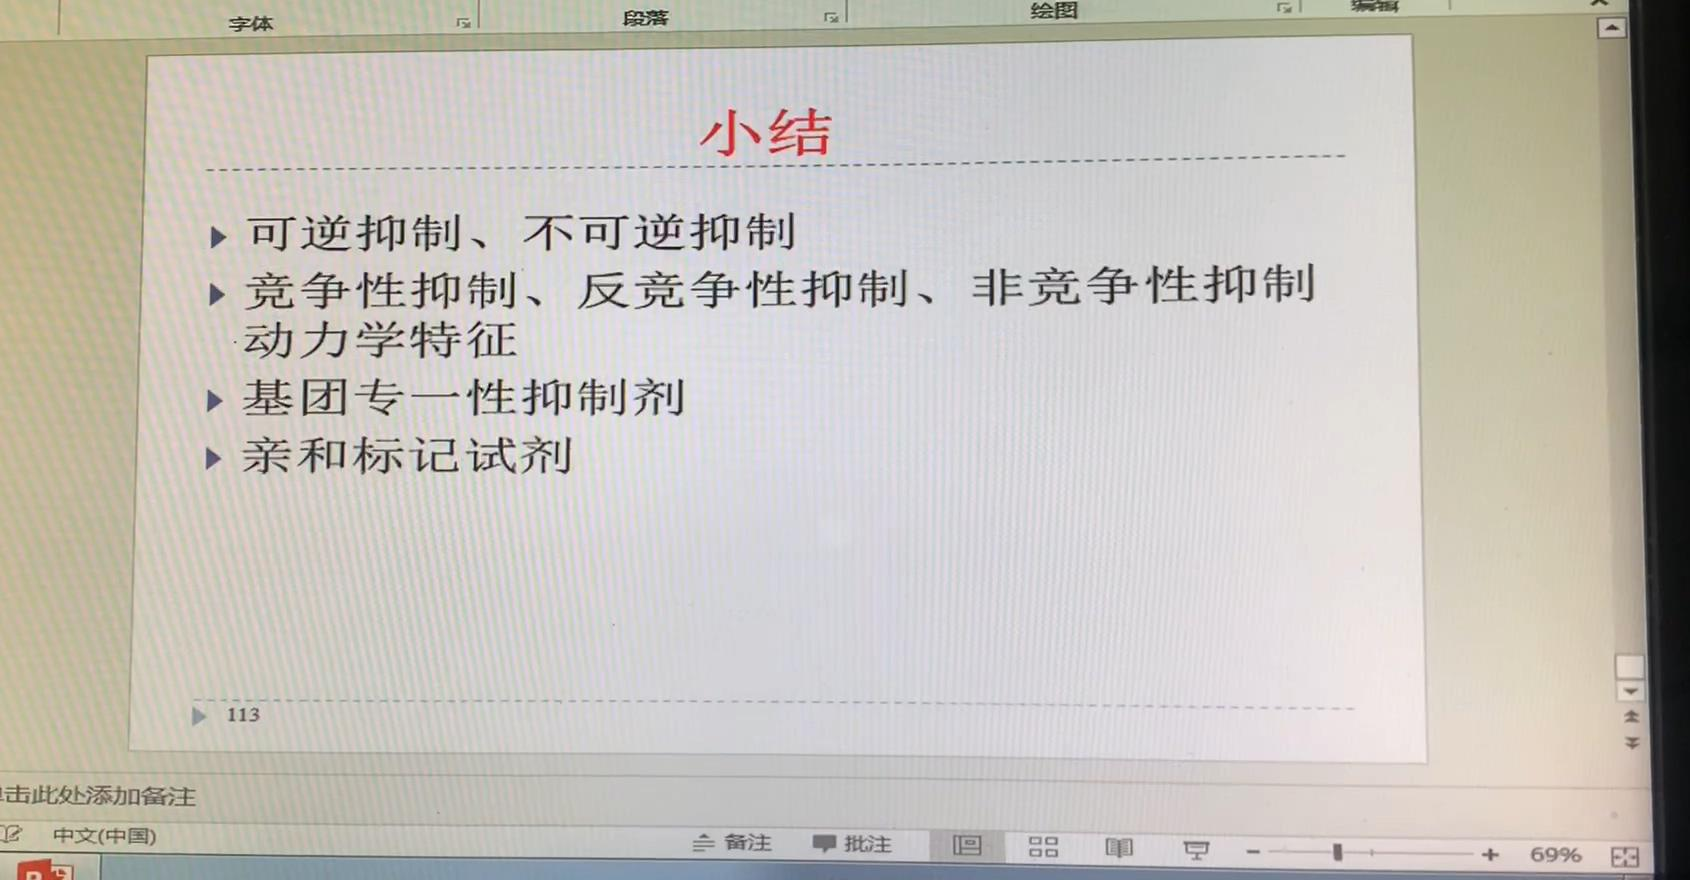 字体
段落
绘图
编辑
小结
可逆抑制、不可逆抑制
竞争性抑制、反竞争性抑制、非竞争性抑制
动力学特征
基团专一性抑制剂
亲和标记试剂
113
击此处添加备注
中文(中国)
备注
批注
69%